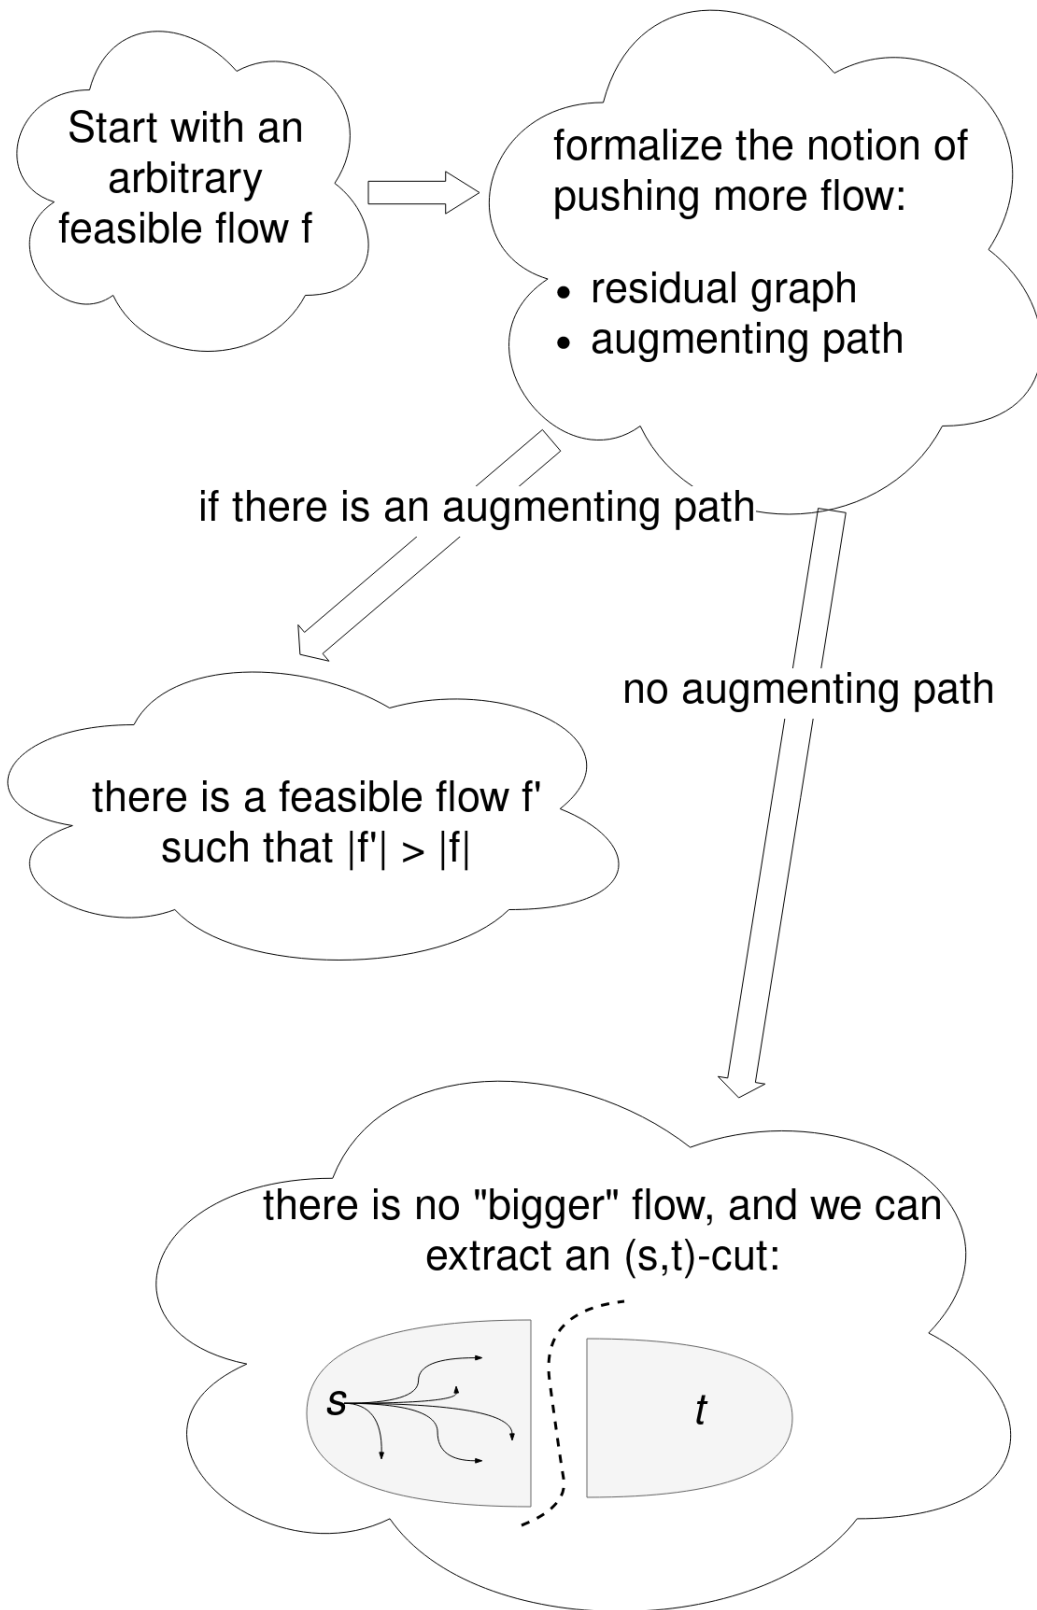 Start with an
arbitrary
feasible flow f
formalize the notion of
pushing more flow:
• residual graph
• augmenting path
if there is an augmenting path
no augmenting path
there is a feasible flow f'
such that |f'| > |f|
there is no "bigger" flow, and we can
extract an (s,t)-cut:
s
t